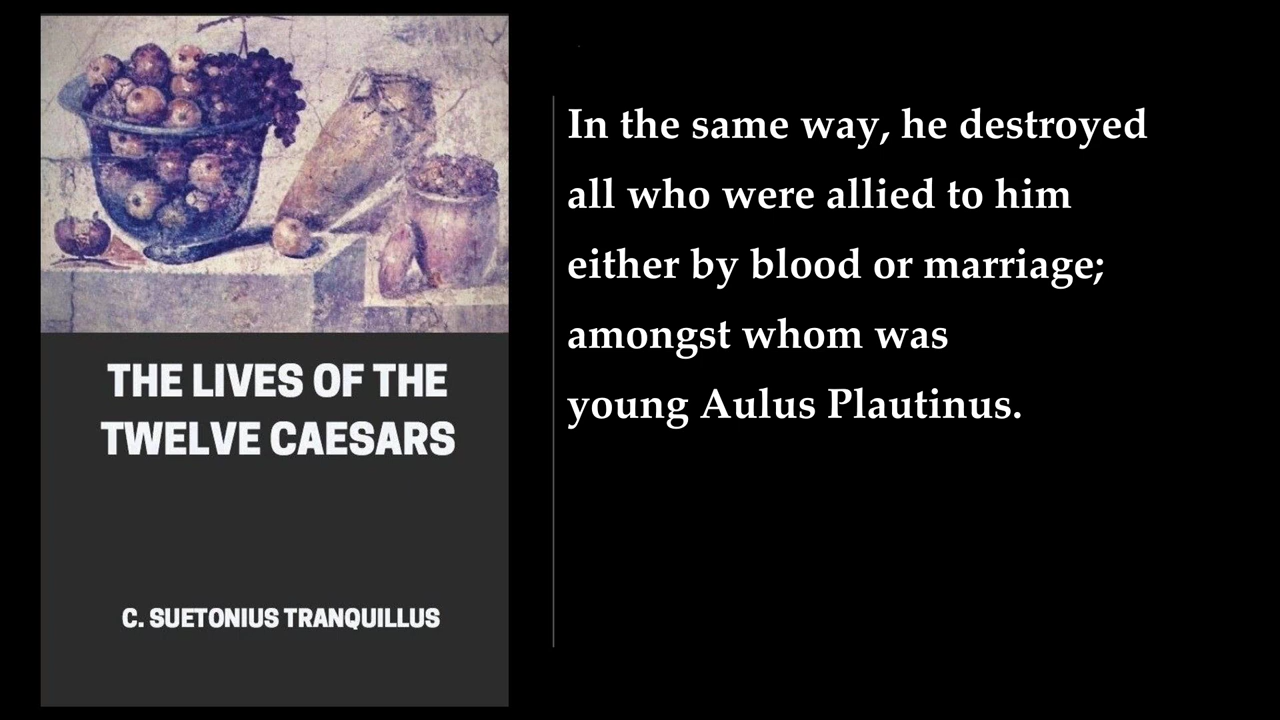 THE LIVES OF THE
TWELVE CAESARS
C. SUETONIUS TRANQUILLUS
In the same way, he destroyed
all who were allied to him
either by blood or marriage;
amongst whom was
young Aulus Plautinus.